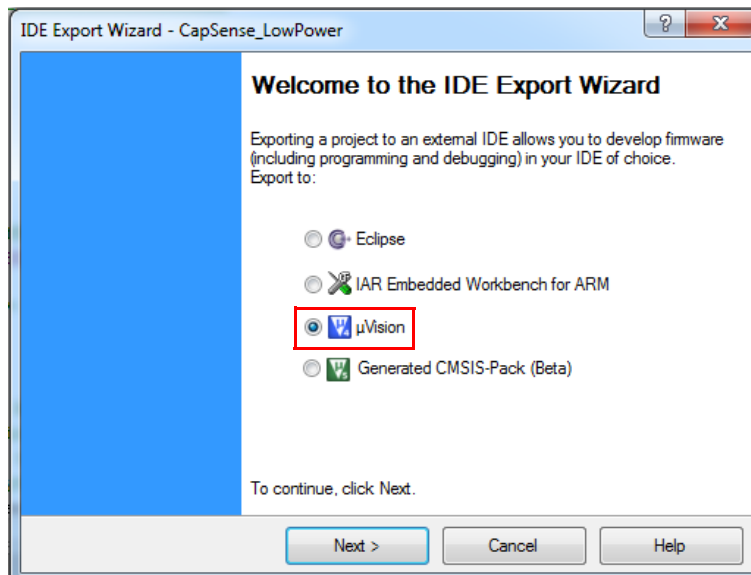 IDE Export Wizard - CapSense_LowPower
Welcome to the IDE Export Wizard
Exporting a project to an external IDE allows you to develop firmware
(including programming and debugging) in your IDE of choice.
Export to:
Eclipse
IAR Embedded Workbench for ARM
µVision
Generated CMSIS-Pack (Beta)
To continue, click Next.
Next >
Cancel
Help